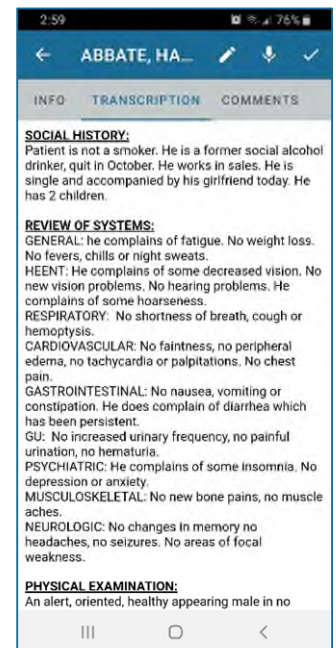 2:59
76%
ABBATE, HA...
INFO TRANSCRIPTION COMMENTS
SOCIAL HISTORY:
Patient is not a smoker. He is a former social alcohol
drinker, quit in October. He works in sales. He is
single and accompanied by his girlfriend today. He
has 2 children.
REVIEW OF SYSTEMS:
GENERAL: he complains of fatigue. No weight loss.
No fevers, chills or night sweats.
HEENT: He complains of some decreased vision. No
new vision problems. No hearing problems. He
complains of some hoarseness.
RESPIRATORY: No shortness of breath, cough or
hemoptysis.
CARDIOVASCULAR: No faintness, no peripheral
edema, no tachycardia or palpitations. No chest
pain.
GASTROINTESTINAL: No nausea, vomiting or
constipation. He does complain of diarrhea which
has been persistent.
GU: No increased urinary frequency, no painful
urination, no hematuria.
PSYCHIATRIC: He complains of some insomnia. No
depression or anxiety.
MUSCULOSKELETAL: No new bone pains, no muscle
aches.
NEUROLOGIC: No changes in memory no
headaches, no seizures. No areas of focal
weakness.
PHYSICAL EXAMINATION:
An alert, oriented, healthy appearing male in no